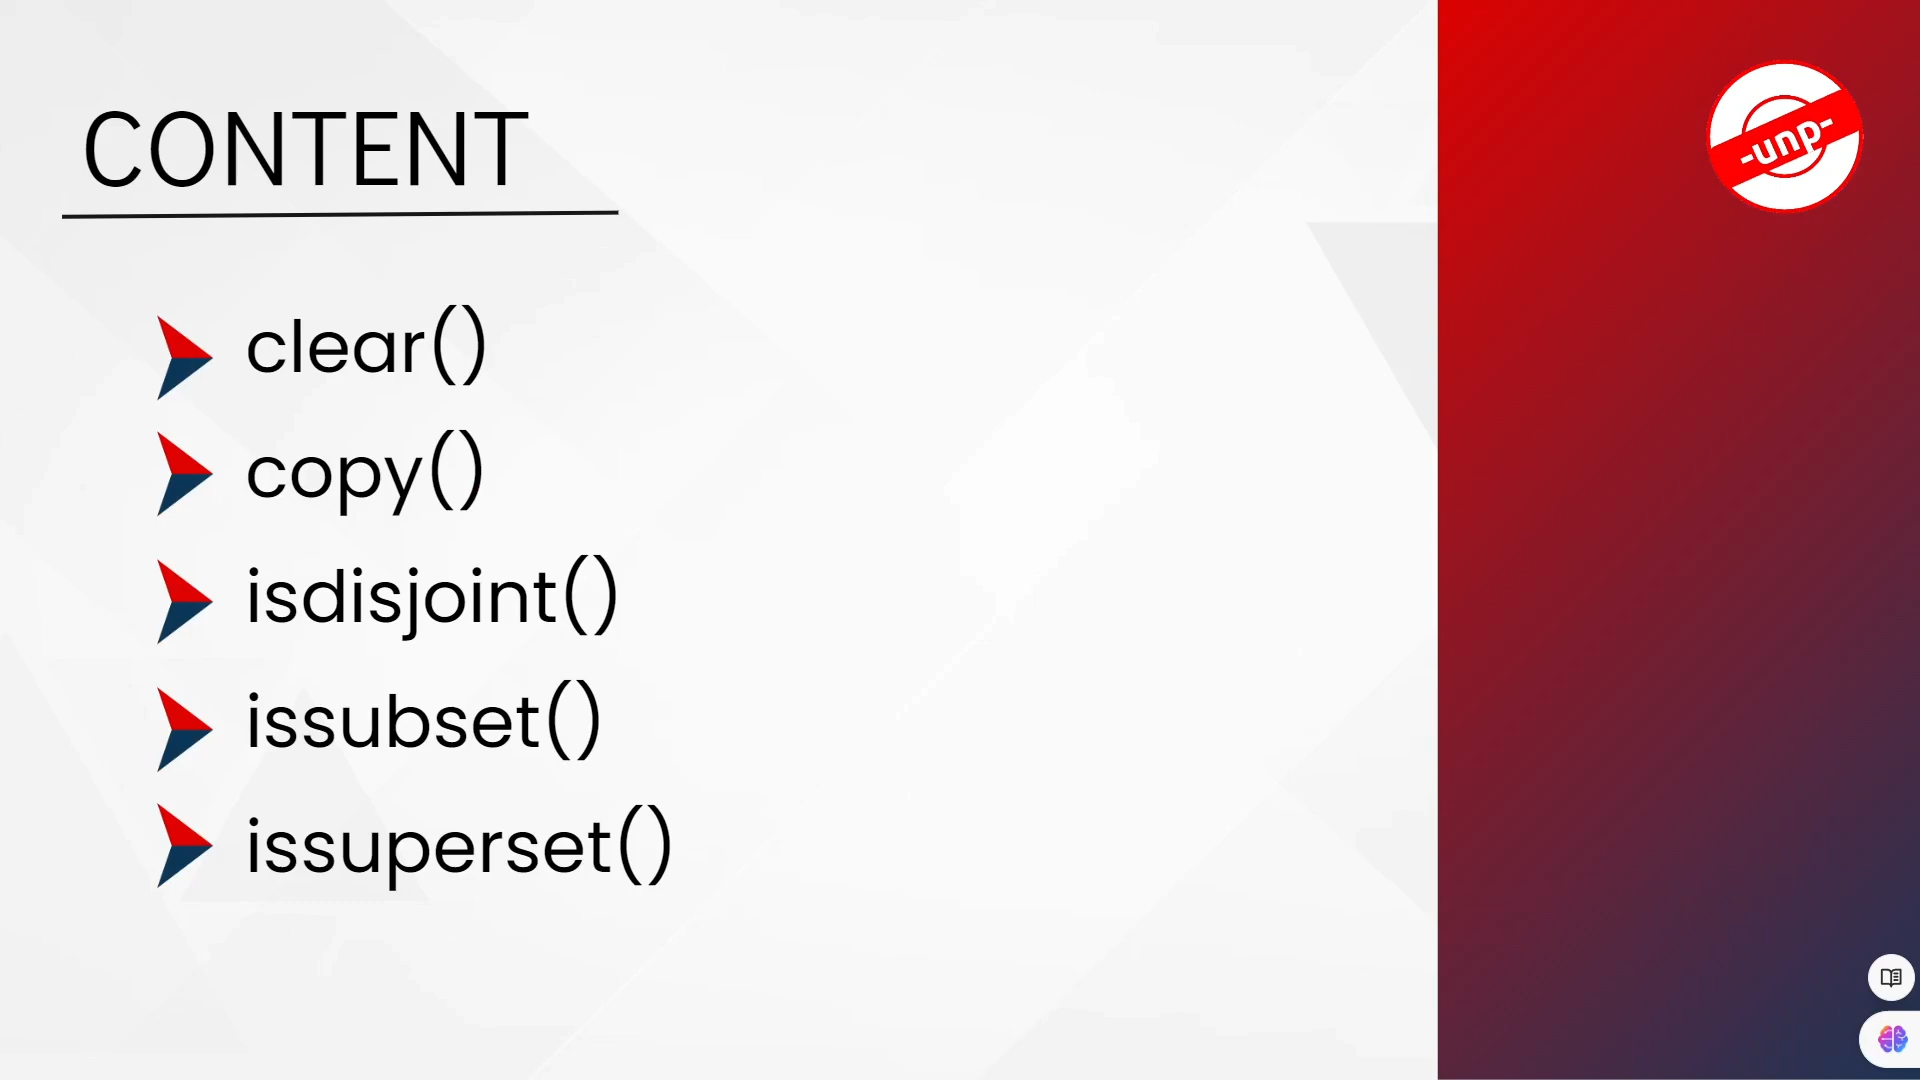 CONTENT
clear()
copy()
isdisjoint()
issubset()
issuperset()
-unp-